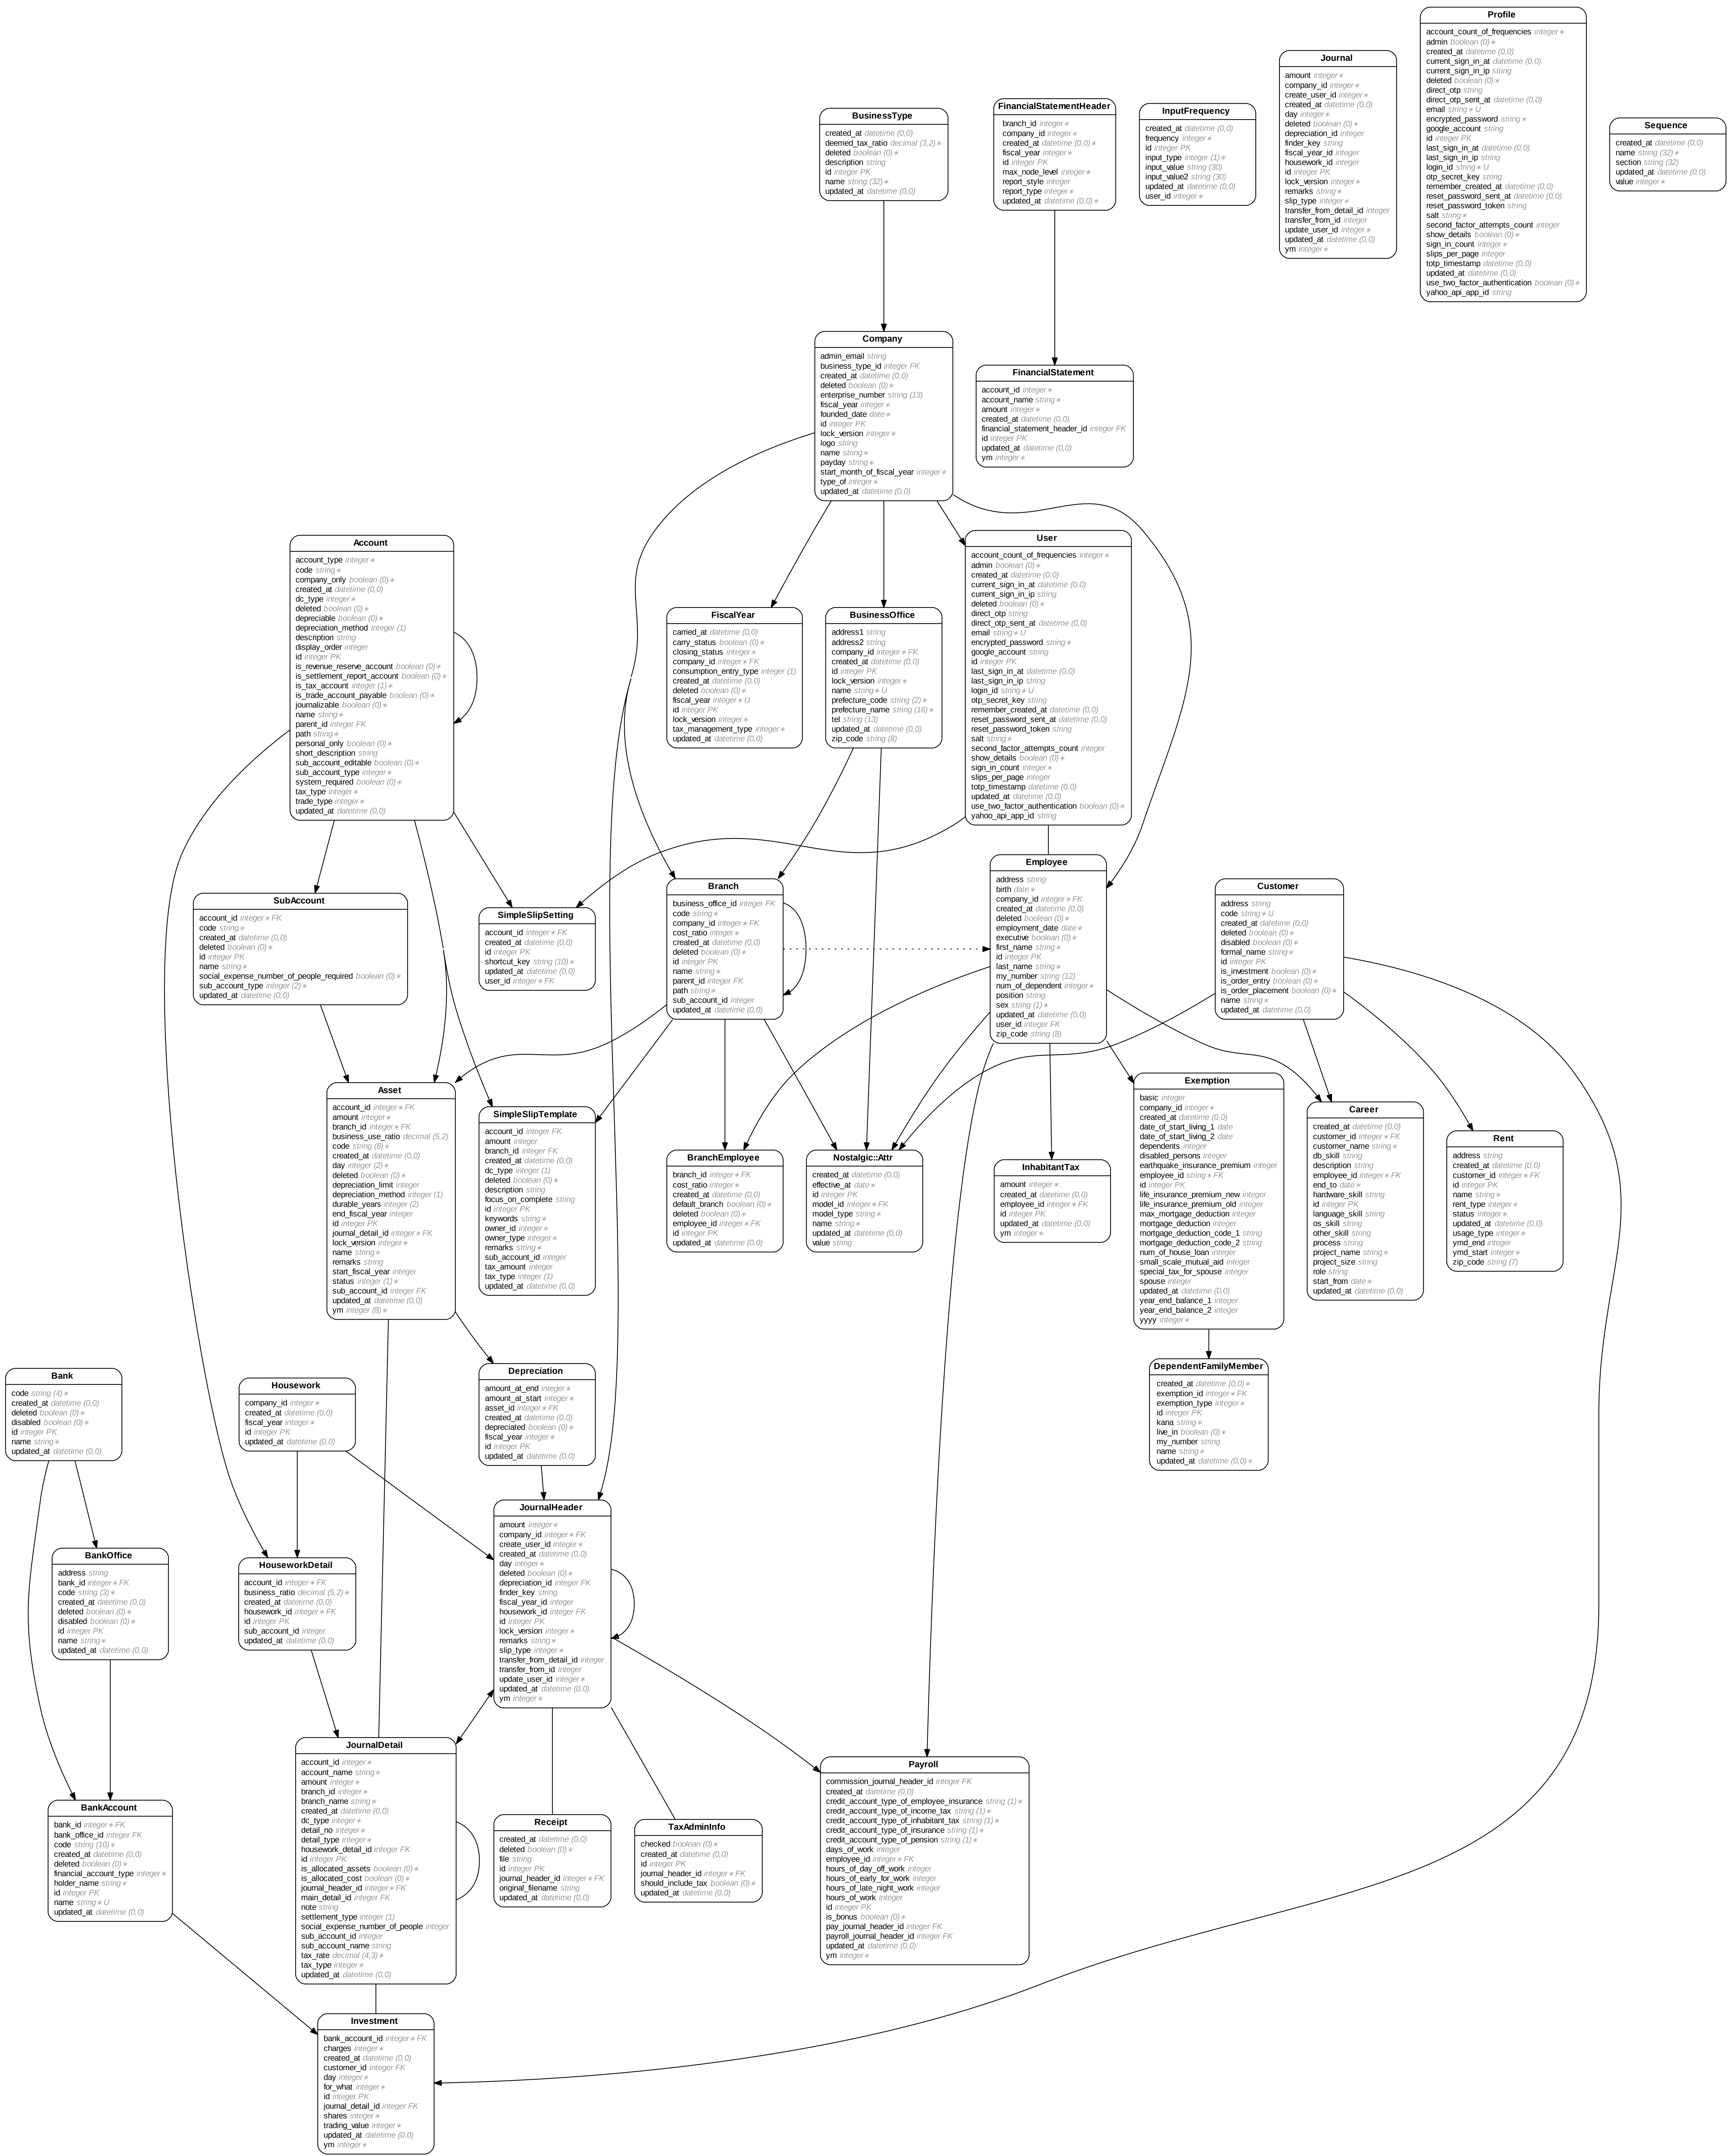 Profile
account_count_of_frequencies integer ∗
admin boolean (0) ∗
created_at datetime (0,0)
current_sign_in_at datetime (0,0)
current_sign_in_ip string
deleted boolean (0) ∗
direct_otp string
direct_otp_sent_at datetime (0,0)
email string ∗ U
encrypted_password string ∗
google_account string
id integer PK
last_sign_in_at datetime (0,0)
last_sign_in_ip string
login_id string ∗ U
otp_secret_key string
remember_created_at datetime (0,0)
reset_password_sent_at datetime (0,0)
reset_password_token string
salt string ∗
second_factor_attempts_count integer
show_details boolean (0) ∗
sign_in_count integer ∗
slips_per_page integer
totp_timestamp datetime (0,0)
updated_at datetime (0,0)
use_two_factor_authentication boolean (0) ∗
yahoo_api_app_id string
Journal
amount integer ∗
company_id integer ∗
create_user_id integer ∗
created_at datetime (0,0)
day integer ∗
deleted boolean (0) ∗
depreciation_id integer
finder_key string
fiscal_year_id integer
housework_id integer
id integer PK
lock_version integer ∗
remarks string ∗
slip_type integer ∗
transfer_from_detail_id integer
transfer_from_id integer
update_user_id integer ∗
updated_at datetime (0,0)
ym integer ∗
FinancialStatementHeader
branch_id integer ∗
company_id integer ∗
created_at datetime (0,0) ∗
fiscal_year integer ∗
id integer PK
max_node_level integer ∗
report_style integer
report_type integer ∗
updated_at datetime (0,0) ∗
InputFrequency
created_at datetime (0,0)
frequency integer ∗
id integer PK
input_type integer (1) ∗
input_value string (30)
input_value2 string (30)
updated_at datetime (0,0)
user_id integer ∗
BusinessType
created_at datetime (0,0)
deemed_tax_ratio decimal (3,2) ∗
deleted boolean (0) ∗
description string
id integer PK
name string (32) ∗
updated_at datetime (0,0)
Sequence
created_at datetime (0,0)
name string (32) ∗
section string (32)
updated_at datetime (0,0)
value integer ∗
Company
admin_email string
business_type_id integer FK
created_at datetime (0,0)
deleted boolean (0) ∗
enterprise_number string (13)
fiscal_year integer ∗
founded_date date ∗
id integer PK
lock_version integer ∗
logo string
name string ∗
payday string ∗
start_month_of_fiscal_year integer ∗
type_of integer ∗
updated_at datetime (0,0)
FinancialStatement
account_id integer ∗
account_name string ∗
amount integer ∗
created_at datetime (0,0)
financial_statement_header_id integer FK
id integer PK
updated_at datetime (0,0)
ym integer ∗
Account
account_type integer ∗
code string ∗
company_only boolean (0) ∗
created_at datetime (0,0)
dc_type integer ∗
deleted boolean (0) ∗
depreciable boolean (0) ∗
depreciation_method integer (1)
description string
display_order integer
id integer PK
is_revenue_reserve_account boolean (0) ∗
is_settlement_report_account boolean (0) ∗
is_tax_account integer (1) ∗
is_trade_account_payable boolean (0) ∗
journalizable boolean (0) ∗
name string ∗
parent_id integer FK
path string ∗
personal_only boolean (0) ∗
short_description string
sub_account_editable boolean (0) ∗
sub_account_type integer ∗
system_required boolean (0) ∗
tax_type integer ∗
trade_type integer ∗
updated_at datetime (0,0)
User
account_count_of_frequencies integer ∗
admin boolean (0) ∗
created_at datetime (0,0)
current_sign_in_at datetime (0,0)
current_sign_in_ip string
deleted boolean (0) ∗
direct_otp string
direct_otp_sent_at datetime (0,0)
email string ∗ U
encrypted_password string ∗
google_account string
id integer PK
last_sign_in_at datetime (0,0)
last_sign_in_ip string
login_id string ∗ U
otp_secret_key string
remember_created_at datetime (0,0)
reset_password_sent_at datetime (0,0)
reset_password_token string
salt string ∗
second_factor_attempts_count integer
show_details boolean (0) ∗
sign_in_count integer ∗
slips_per_page integer
totp_timestamp datetime (0,0)
updated_at datetime (0,0)
use_two_factor_authentication boolean (0) ∗
yahoo_api_app_id string
FiscalYear
carried_at datetime (0,0)
carry_status boolean (0) ∗
closing_status integer ∗
company_id integer ∗ FK
consumption_entry_type integer (1)
created_at datetime (0,0)
deleted boolean (0) ∗
fiscal_year integer ∗ U
id integer PK
lock_version integer ∗
tax_management_type integer ∗
updated_at datetime (0,0)
BusinessOffice
address1 string
address2 string
company_id integer ∗ FK
created_at datetime (0,0)
id integer PK
lock_version integer ∗
name string ∗ U
prefecture_code string (2) ∗
prefecture_name string (16) ∗
tel string (13)
updated_at datetime (0,0)
zip_code string (8)
SubAccount
account_id integer ∗ FK
code string ∗
created_at datetime (0,0)
deleted boolean (0) ∗
id integer PK
name string ∗
social_expense_number_of_people_required boolean (0) ∗
sub_account_type integer (2) ∗
updated_at datetime (0,0)
SimpleSlipSetting
account_id integer ∗ FK
created_at datetime (0,0)
id integer PK
shortcut_key string (10) ∗
updated_at datetime (0,0)
user_id integer ∗ FK
Branch
business_office_id integer FK
code string ∗
company_id integer ∗ FK
cost_ratio integer ∗
created_at datetime (0,0)
deleted boolean (0) ∗
id integer PK
name string ∗
parent_id integer FK
path string ∗
sub_account_id integer
updated_at datetime (0,0)
Employee
address string
birth date ∗
company_id integer ∗ FK
created_at datetime (0,0)
deleted boolean (0) ∗
employment_date date ∗
executive boolean (0) ∗
first_name string ∗
id integer PK
last_name string ∗
my_number string (12)
num_of_dependent integer ∗
position string
sex string (1) ∗
updated_at datetime (0,0)
user_id integer FK
zip_code string (8)
Customer
address string
code string ∗ U
created_at datetime (0,0)
deleted boolean (0) ∗
disabled boolean (0) ∗
formal_name string ∗
id integer PK
is_investment boolean (0) ∗
is_order_entry boolean (0) ∗
is_order_placement boolean (0) ∗
name string ∗
updated_at datetime (0,0)
Asset
account_id integer ∗ FK
amount integer ∗
branch_id integer ∗ FK
business_use_ratio decimal (5,2)
code string (8) ∗
created_at datetime (0,0)
day integer (2) ∗
deleted boolean (0) ∗
depreciation_limit integer
depreciation_method integer (1)
durable_years integer (2)
end_fiscal_year integer
id integer PK
journal_detail_id integer ∗ FK
lock_version integer ∗
name string ∗
remarks string
start_fiscal_year integer
status integer (1) ∗
sub_account_id integer FK
updated_at datetime (0,0)
ym integer (8) ∗
SimpleSlipTemplate
account_id integer FK
amount integer
branch_id integer FK
created_at datetime (0,0)
dc_type integer (1)
deleted boolean (0) ∗
description string
focus_on_complete string
id integer PK
keywords string ∗
owner_id integer ∗
owner_type integer ∗
remarks string ∗
sub_account_id integer
tax_amount integer
tax_type integer (1)
updated_at datetime (0,0)
BranchEmployee
branch_id integer ∗ FK
cost_ratio integer ∗
created_at datetime (0,0)
default_branch boolean (0) ∗
deleted boolean (0) ∗
employee_id integer ∗ FK
id integer PK
updated_at datetime (0,0)
Nostalgic::Attr
created_at datetime (0,0)
effective_at date ∗
id integer PK
model_id integer ∗ FK
model_type string ∗
name string ∗
updated_at datetime (0,0)
value string
InhabitantTax
amount integer ∗
created_at datetime (0,0)
employee_id integer ∗ FK
id integer PK
updated_at datetime (0,0)
ym integer ∗
Exemption
basic integer
company_id integer ∗
created_at datetime (0,0)
date_of_start_living_1 date
date_of_start_living_2 date
dependents integer
disabled_persons integer
earthquake_insurance_premium integer
employee_id string ∗ FK
id integer PK
life_insurance_premium_new integer
life_insurance_premium_old integer
max_mortgage_deduction integer
mortgage_deduction integer
mortgage_deduction_code_1 string
mortgage_deduction_code_2 string
num_of_house_loan integer
small_scale_mutual_aid integer
special_tax_for_spouse integer
spouse integer
updated_at datetime (0,0)
year_end_balance_1 integer
year_end_balance_2 integer
yyyy integer ∗
Career
created_at datetime (0,0)
customer_id integer ∗ FK
customer_name string ∗
db_skill string
description string
employee_id integer ∗ FK
end_to date ∗
hardware_skill string
id integer PK
language_skill string
os_skill string
other_skill string
process string
project_name string ∗
project_size string
role string
start_from date ∗
updated_at datetime (0,0)
Rent
address string
created_at datetime (0,0)
customer_id integer ∗ FK
id integer PK
name string ∗
rent_type integer ∗
status integer ∗
updated_at datetime (0,0)
usage_type integer ∗
ymd_end integer
ymd_start integer ∗
zip_code string (7)
Bank
code string (4) ∗
created_at datetime (0,0)
deleted boolean (0) ∗
disabled boolean (0) ∗
id integer PK
name string ∗
updated_at datetime (0,0)
Housework
company_id integer ∗
created_at datetime (0,0)
fiscal_year integer ∗
id integer PK
updated_at datetime (0,0)
Depreciation
amount_at_end integer ∗
amount_at_start integer ∗
asset_id integer ∗ FK
created_at datetime (0,0)
depreciated boolean (0) ∗
fiscal_year integer ∗
id integer PK
updated_at datetime (0,0)
DependentFamilyMember
created_at datetime (0,0) ∗
exemption_id integer ∗ FK
exemption_type integer ∗
id integer PK
kana string ∗
live_in boolean (0) ∗
my_number string
name string ∗
updated_at datetime (0,0) ∗
BankOffice
address string
bank_id integer ∗ FK
code string (3) ∗
created_at datetime (0,0)
deleted boolean (0) ∗
disabled boolean (0) ∗
id integer PK
name string ∗
updated_at datetime (0,0)
HouseworkDetail
account_id integer ∗ FK
business_ratio decimal (5,2) ∗
created_at datetime (0,0)
housework_id integer ∗ FK
id integer PK
sub_account_id integer
updated_at datetime (0,0)
JournalHeader
amount integer ∗
company_id integer ∗ FK
create_user_id integer ∗
created_at datetime (0,0)
day integer ∗
deleted boolean (0) ∗
depreciation_id integer FK
finder_key string
fiscal_year_id integer
housework_id integer FK
id integer PK
lock_version integer ∗
remarks string ∗
slip_type integer ∗
transfer_from_detail_id integer
transfer_from_id integer
update_user_id integer ∗
updated_at datetime (0,0)
ym integer ∗
BankAccount
bank_id integer ∗ FK
bank_office_id integer FK
code string (10) ∗
created_at datetime (0,0)
deleted boolean (0) ∗
financial_account_type integer ∗
holder_name string ∗
id integer PK
name string ∗ U
updated_at datetime (0,0)
JournalDetail
account_id integer ∗
account_name string ∗
amount integer ∗
branch_id integer ∗
branch_name string ∗
created_at datetime (0,0)
dc_type integer ∗
detail_no integer ∗
detail_type integer ∗
housework_detail_id integer FK
id integer PK
is_allocated_assets boolean (0) ∗
is_allocated_cost boolean (0) ∗
journal_header_id integer ∗ FK
main_detail_id integer FK
note string
settlement_type integer (1)
social_expense_number_of_people integer
sub_account_id integer
sub_account_name string
tax_rate decimal (4,3) ∗
tax_type integer ∗
updated_at datetime (0,0)
Receipt
created_at datetime (0,0)
deleted boolean (0) ∗
file string
id integer PK
journal_header_id integer ∗ FK
original_filename string
updated_at datetime (0,0)
TaxAdminInfo
checked boolean (0) ∗
created_at datetime (0,0)
id integer PK
journal_header_id integer ∗ FK
should_include_tax boolean (0) ∗
updated_at datetime (0,0)
Payroll
commission_journal_header_id integer FK
created_at datetime (0,0)
credit_account_type_of_employee_insurance string (1) ∗
credit_account_type_of_income_tax string (1) ∗
credit_account_type_of_inhabitant_tax string (1) ∗
credit_account_type_of_insurance string (1) ∗
credit_account_type_of_pension string (1) ∗
days_of_work integer
employee_id integer ∗ FK
hours_of_day_off_work integer
hours_of_early_for_work integer
hours_of_late_night_work integer
hours_of_work integer
id integer PK
is_bonus boolean (0) ∗
pay_journal_header_id integer FK
payroll_journal_header_id integer FK
updated_at datetime (0,0)
ym integer ∗
Investment
bank_account_id integer ∗ FK
charges integer ∗
created_at datetime (0,0)
customer_id integer FK
day integer ∗
for_what integer ∗
id integer PK
journal_detail_id integer FK
shares integer ∗
trading_value integer ∗
updated_at datetime (0,0)
ym integer ∗